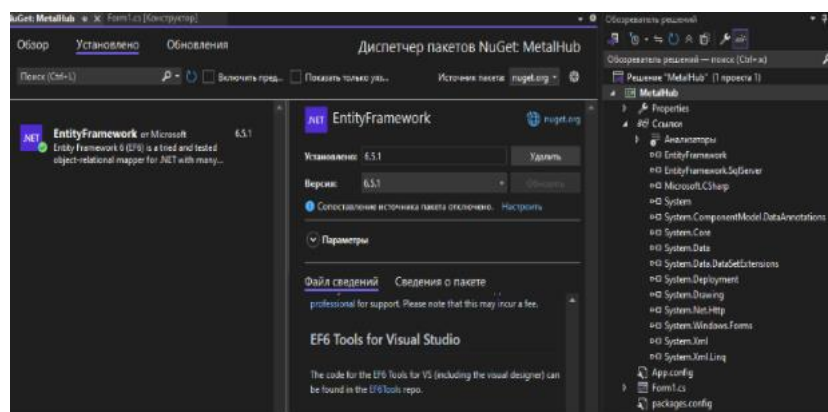 NuGet: MetalHub
Form1.cs [Конструктор]
Обзор
Установлено
Обновления
Диспетчер пакетов NuGet: MetalHub
Поиск (Ctrl+L)
Включить пред...
Показать только уяз...
Источник пакета:
nuget.org
EntityFramework от Microsoft
6.5.1
Entity Framework 6 (EF6) is a tried and tested
object-relational mapper for .NET with many...
.NET
.NET
EntityFramework
nuget.org
Установлено:
6.5.1
Удалить
Версия:
6.5.1
Обновить
Сопоставление источника пакета отключено.
Настроить
Параметры
Файл сведений
Сведения о пакете
professional for support. Please note that this may incur a fee.
EF6 Tools for Visual Studio
The code for the EF6 Tools for VS (including the visual designer) can
be found in the EF6Tools repo.
Обозреватель решений
Обозреватель решений — поиск (Ctrl+ж)
Решение "MetalHub" (1 проекта 1)
MetalHub
Properties
Ссылки
Анализаторы
EntityFramework
EntityFramework.SqlServer
Microsoft.CSharp
System
System.ComponentModel.DataAnnotations
System.Core
System.Data
System.Data.DataSetExtensions
System.Deployment
System.Drawing
System.Net.Http
System.Windows.Forms
System.Xml
System.Xml.Linq
App.config
Form1.cs
packages.config